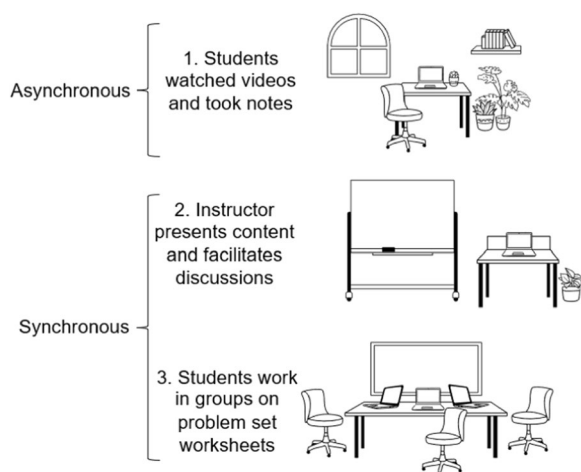 Asynchronous
1. Students
watched videos
and took notes
Synchronous
2. Instructor
presents content
and facilitates
discussions
3. Students work
in groups on
problem set
worksheets